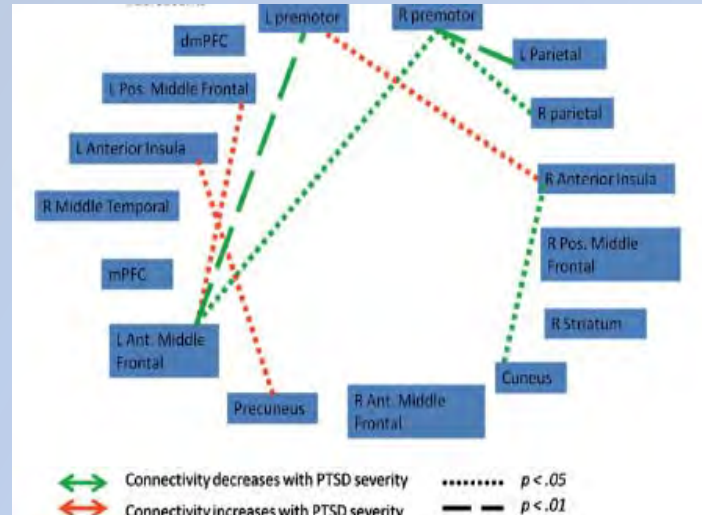 L premotor
R premotor
dmPFC
L Parietal
L Pos. Middle Frontal
R parietal
L Anterior Insula
R Anterior Insula
R Middle Temporal
R Pos. Middle
Frontal
mPFC
R Striatum
L Ant. Middle
Frontal
Cuneus
Precuneus
R Ant. Middle
Frontal
Connectivity decreases with PTSD severity
p < .05
Connectivity increases with PTSD severity
p < .01